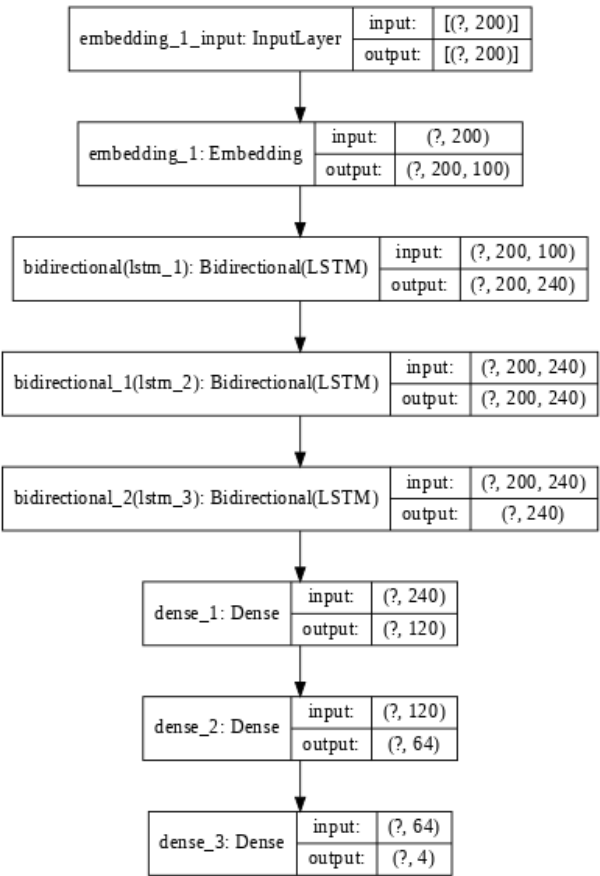 embedding_1_input: InputLayer
input: [(?, 200)]
output: [(?, 200)]
embedding_1: Embedding
input: (?, 200)
output: (?, 200, 100)
bidirectional(lstm_1): Bidirectional(LSTM)
input: (?, 200, 100)
output: (?, 200, 240)
bidirectional_1(lstm_2): Bidirectional(LSTM)
input: (?, 200, 240)
output: (?, 200, 240)
bidirectional_2(lstm_3): Bidirectional(LSTM)
input: (?, 200, 240)
output: (?, 240)
dense_1: Dense
input: (?, 240)
output: (?, 120)
dense_2: Dense
input: (?, 120)
output: (?, 64)
dense_3: Dense
input: (?, 64)
output: (?, 4)